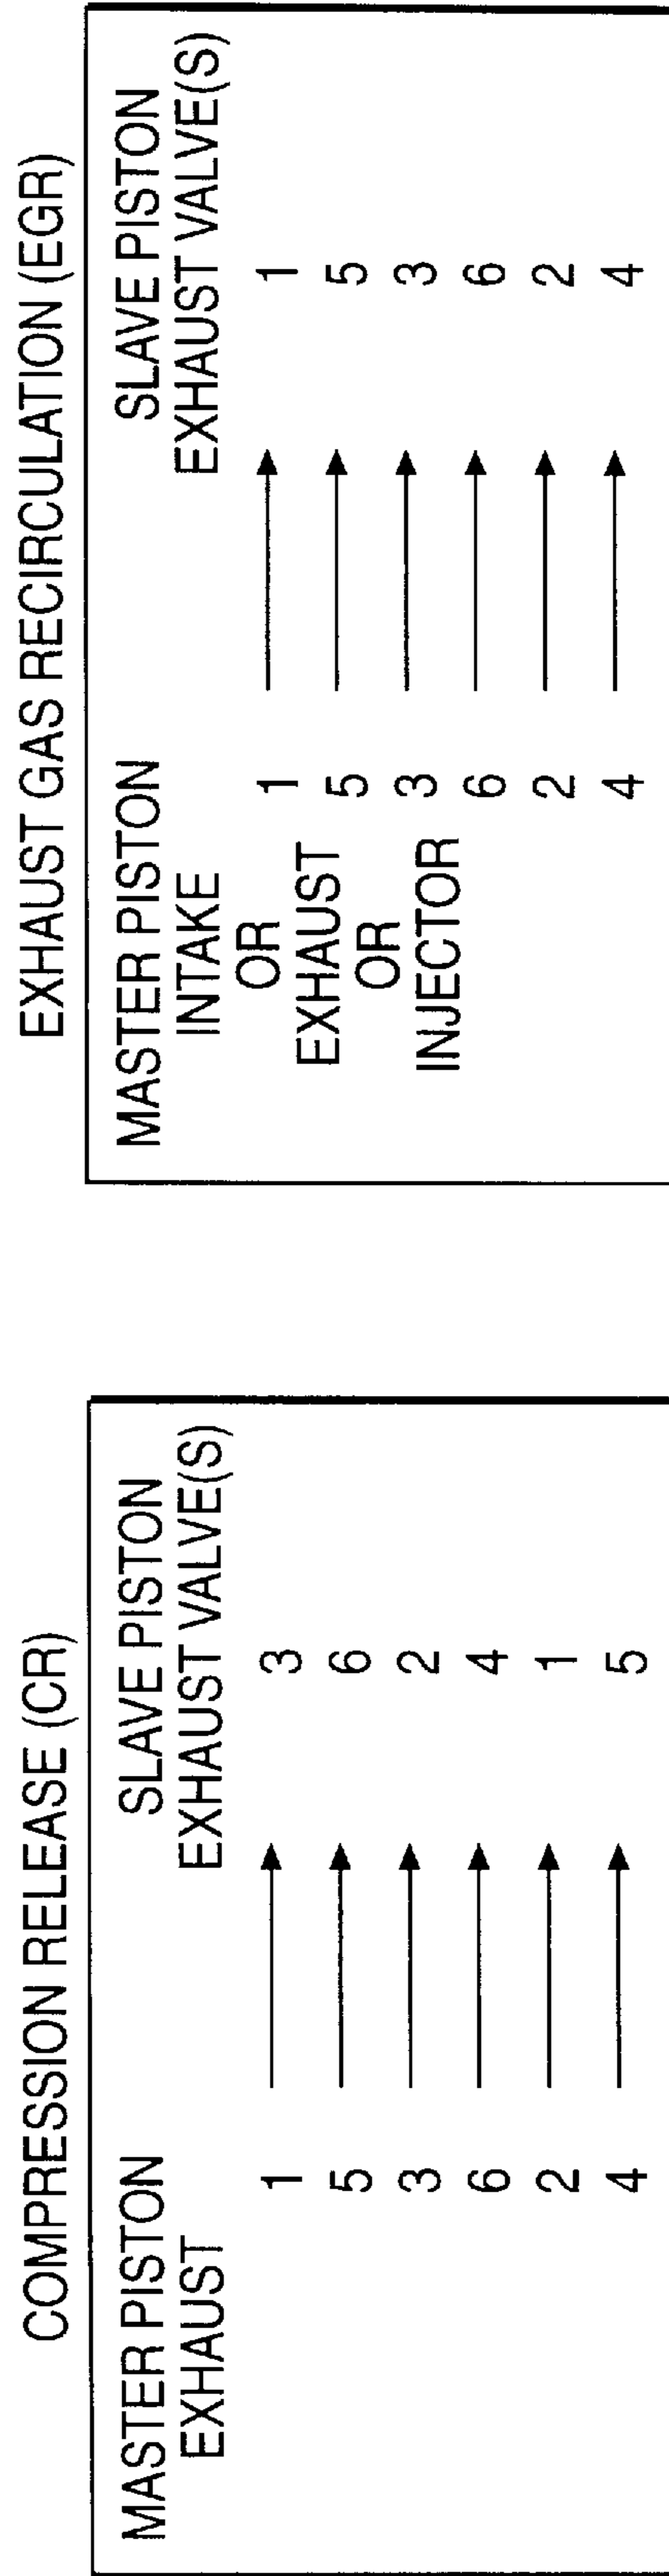 COMPRESSION RELEASE (CR)
MASTER PISTON
EXHAUST
SLAVE PISTON
EXHAUST VALVE(S)
1 3
5 6
3 2
6 4
2 1
4 5
EXHAUST GAS RECIRCULATION (EGR)
MASTER PISTON
INTAKE
OR
EXHAUST
OR
INJECTOR
SLAVE PISTON
EXHAUST VALVE(S)
1 1
5 5
3 3
6 6
2 2
4 4